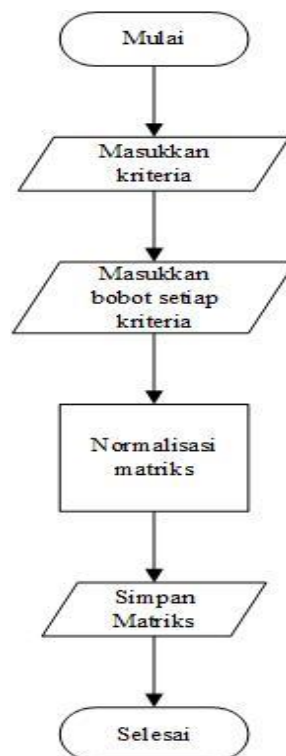 Mulai
Masukkan
kriteria
Masukkan
bobot setiap
kriteria
Normalisasi
matriks
Simpan
Matriks
Selesai